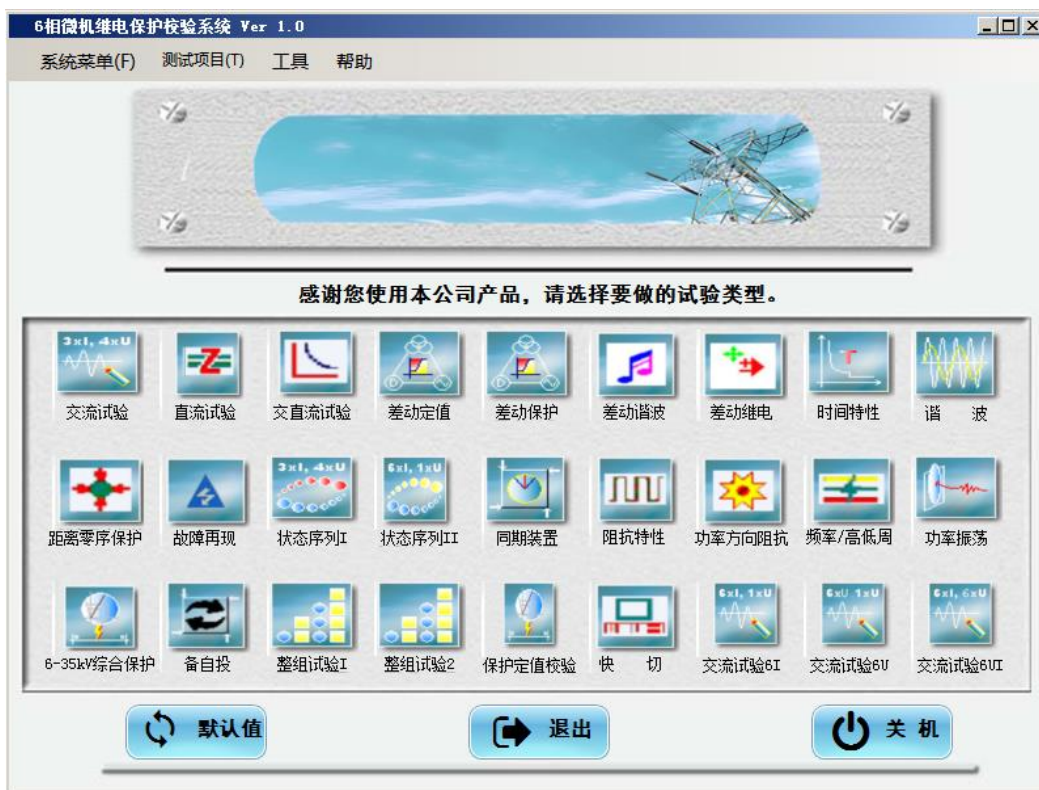 6相微机继电保护校验系统 Ver 1.0
系统菜单(F) 测试项目(T) 工具 帮助
感谢您使用本公司产品，请选择要做的试验类型。
3xI, 4xU
交流试验 直流试验 交直流试验 差动定值 差动保护 差动谐波 差动继电 时间特性 谐 波
3xI, 4xU 6xI, 1xU
距离零序保护 故障再现 状态序列I 状态序列II 同期装置 阻抗特性 功率方向阻抗 频率/高低周 功率振荡
6xI, 1xU 6xU 1xU 6xI, 6xU
6-35kV综合保护 备自投 整组试验I 整组试验2 保护定值校验 快 切 交流试验6I 交流试验6U 交流试验6UI
默认值 退出 关 机